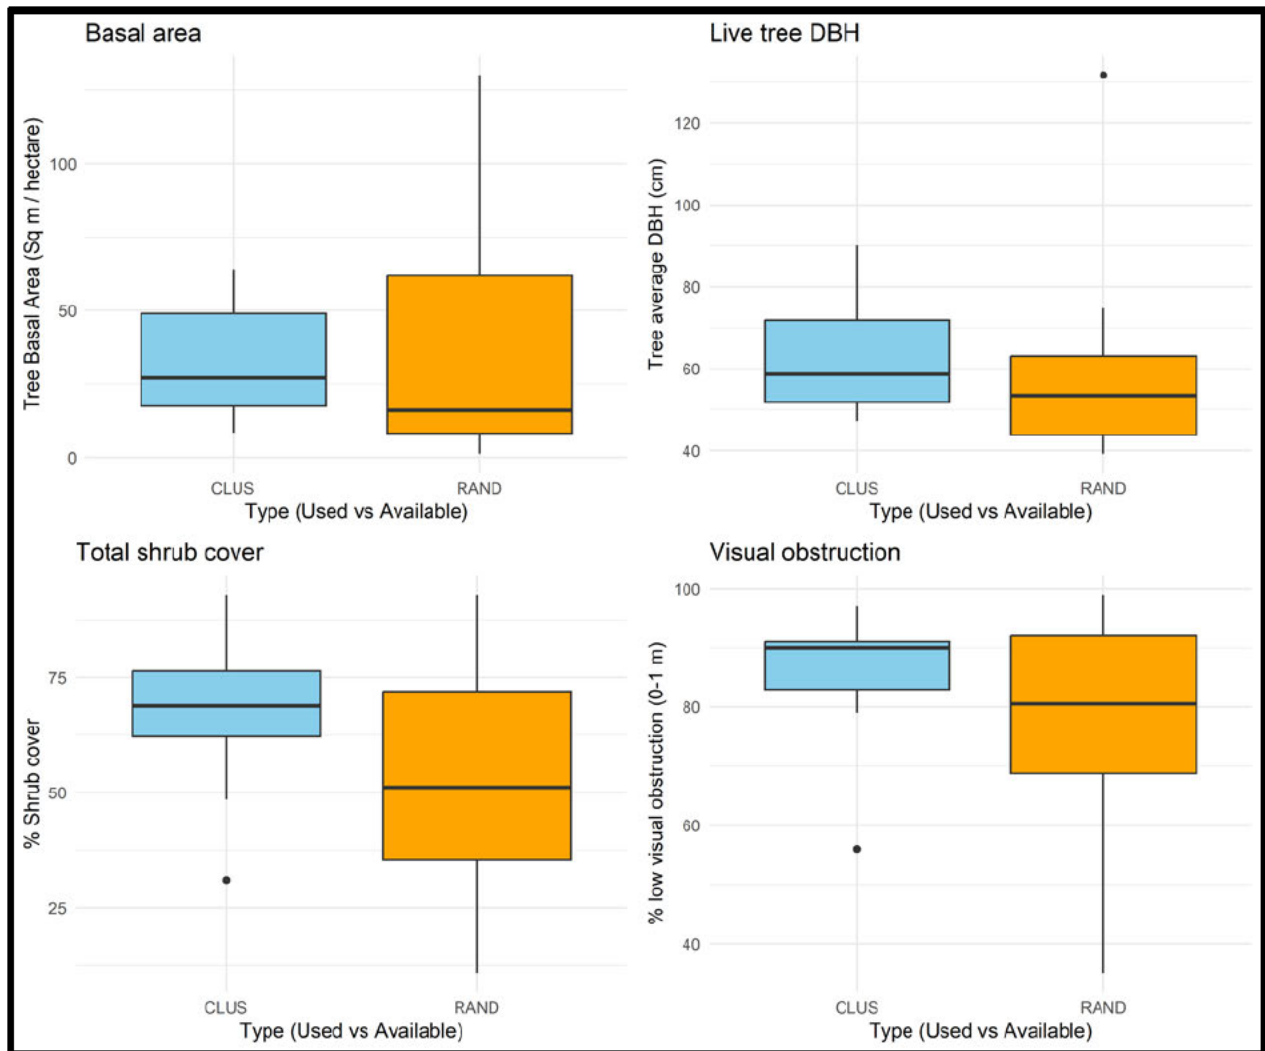 Basal area
Tree Basal Area (Sq m / hectare)
100
50
0
CLUS RAND
Type (Used vs Available)
Live tree DBH
Tree average DBH (cm)
120
100
80
60
40
CLUS RAND
Type (Used vs Available)
Total shrub cover
% Shrub cover
75
50
25
CLUS RAND
Type (Used vs Available)
Visual obstruction
% low visual obstruction (0-1 m)
100
80
60
40
CLUS RAND
Type (Used vs Available)